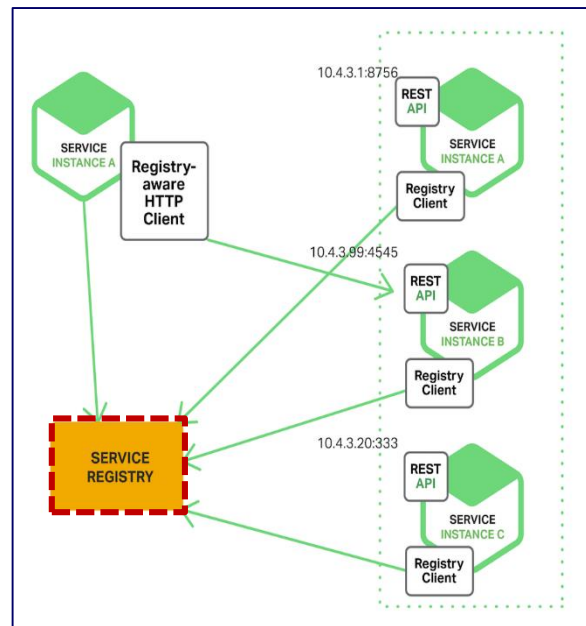 SERVICE
INSTANCE A
Registry-
aware
HTTP
Client
SERVICE
REGISTRY
10.4.3.1:8756
REST
API
SERVICE
INSTANCE A
Registry
Client
10.4.3.99:4545
REST
API
SERVICE
INSTANCE B
Registry
Client
10.4.3.20:333
REST
API
SERVICE
INSTANCE C
Registry
Client